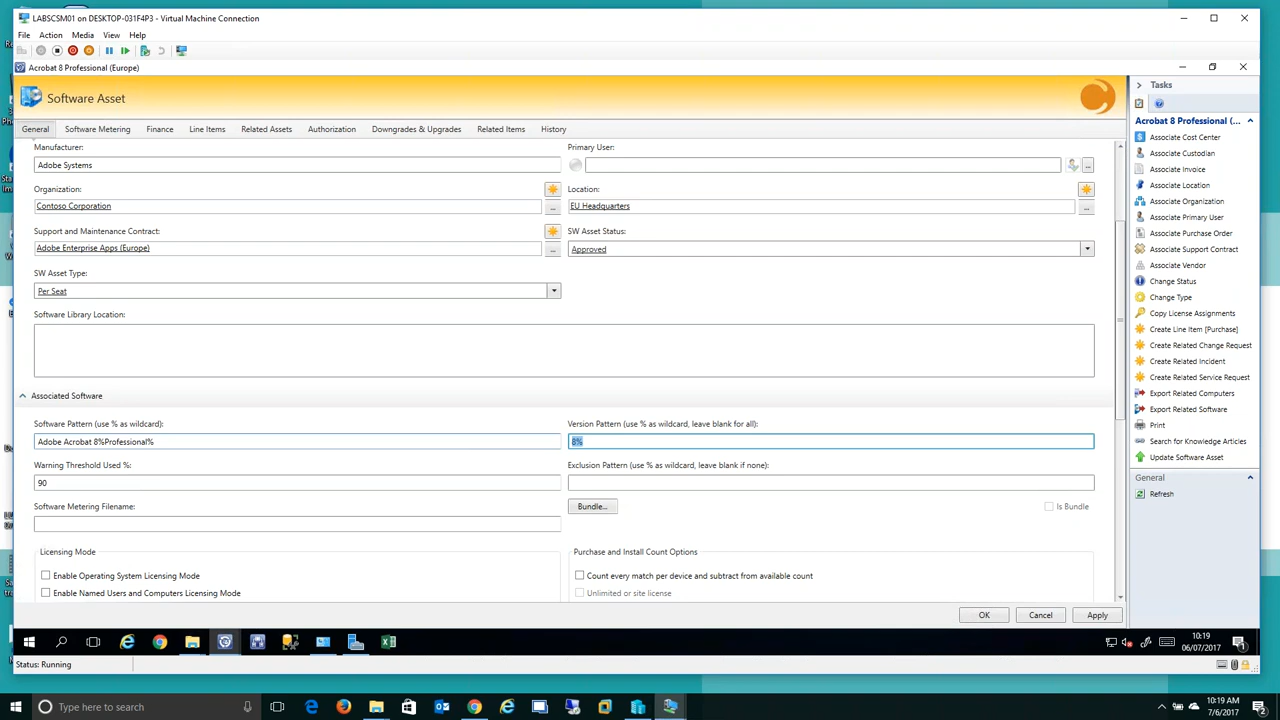 LABSCSM01 on DESKTOP-031F4P3 - Virtual Machine Connection
File Action Media View Help
Acrobat 8 Professional (Europe)
Software Asset
General Software Metering Finance Line Items Related Assets Authorization Downgrades & Upgrades Related Items History
Manufacturer:
Primary User:
Adobe Systems
...
Organization:
Location:
Contoso Corporation
...
EU Headquarters
...
Support and Maintenance Contract:
SW Asset Status:
Adobe Enterprise Apps (Europe)
...
Approved
SW Asset Type:
Per Seat
Software Library Location:
Associated Software
Software Pattern (use % as wildcard):
Version Pattern (use % as wildcard, leave blank for all):
Adobe Acrobat 8%Professional%
8%
Warning Threshold Used %:
Exclusion Pattern (use % as wildcard, leave blank if none):
90
Software Metering Filename:
Bundle...
Is Bundle
Licensing Mode
Purchase and Install Count Options
Enable Operating System Licensing Mode
Count every match per device and subtract from available count
Enable Named Users and Computers Licensing Mode
Unlimited or site license
OK Cancel Apply
Tasks
Acrobat 8 Professional (...
Associate Cost Center
Associate Custodian
Associate Invoice
Associate Location
Associate Organization
Associate Primary User
Associate Purchase Order
Associate Support Contract
Associate Vendor
Change Status
Change Type
Copy License Assignments
Create Line Item [Purchase]
Create Related Change Request
Create Related Incident
Create Related Service Request
Export Related Computers
Export Related Software
Print
Search for Knowledge Articles
Update Software Asset
General
Refresh
10:19
06/07/2017
Status: Running
Type here to search
10:19 AM
7/6/2017